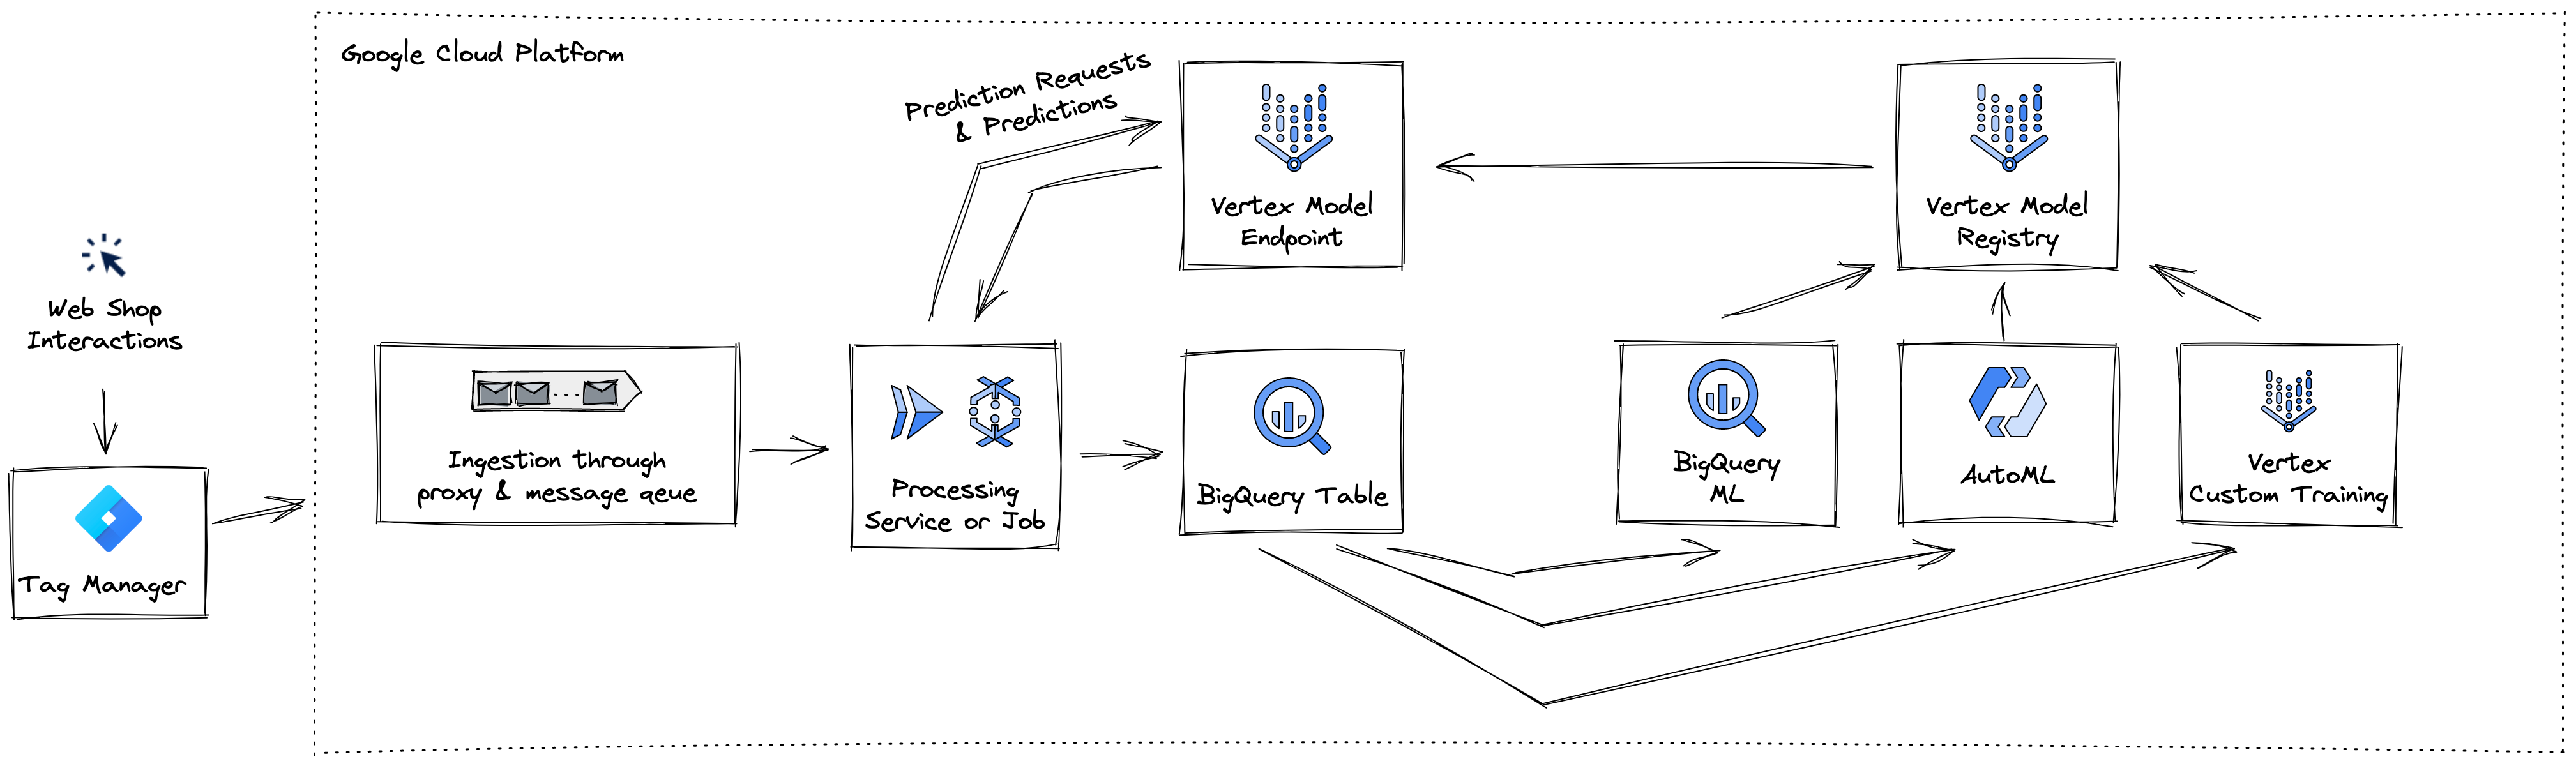 Google Cloud Platform
Prediction Requests
& Predictions
Vertex Model
Endpoint
Vertex Model
Registry
Web Shop
Interactions
Tag Manager
Ingestion through
proxy & message qeue
Processing
Service or Job
BigQuery Table
BigQuery
ML
AutoML
Vertex
Custom Training